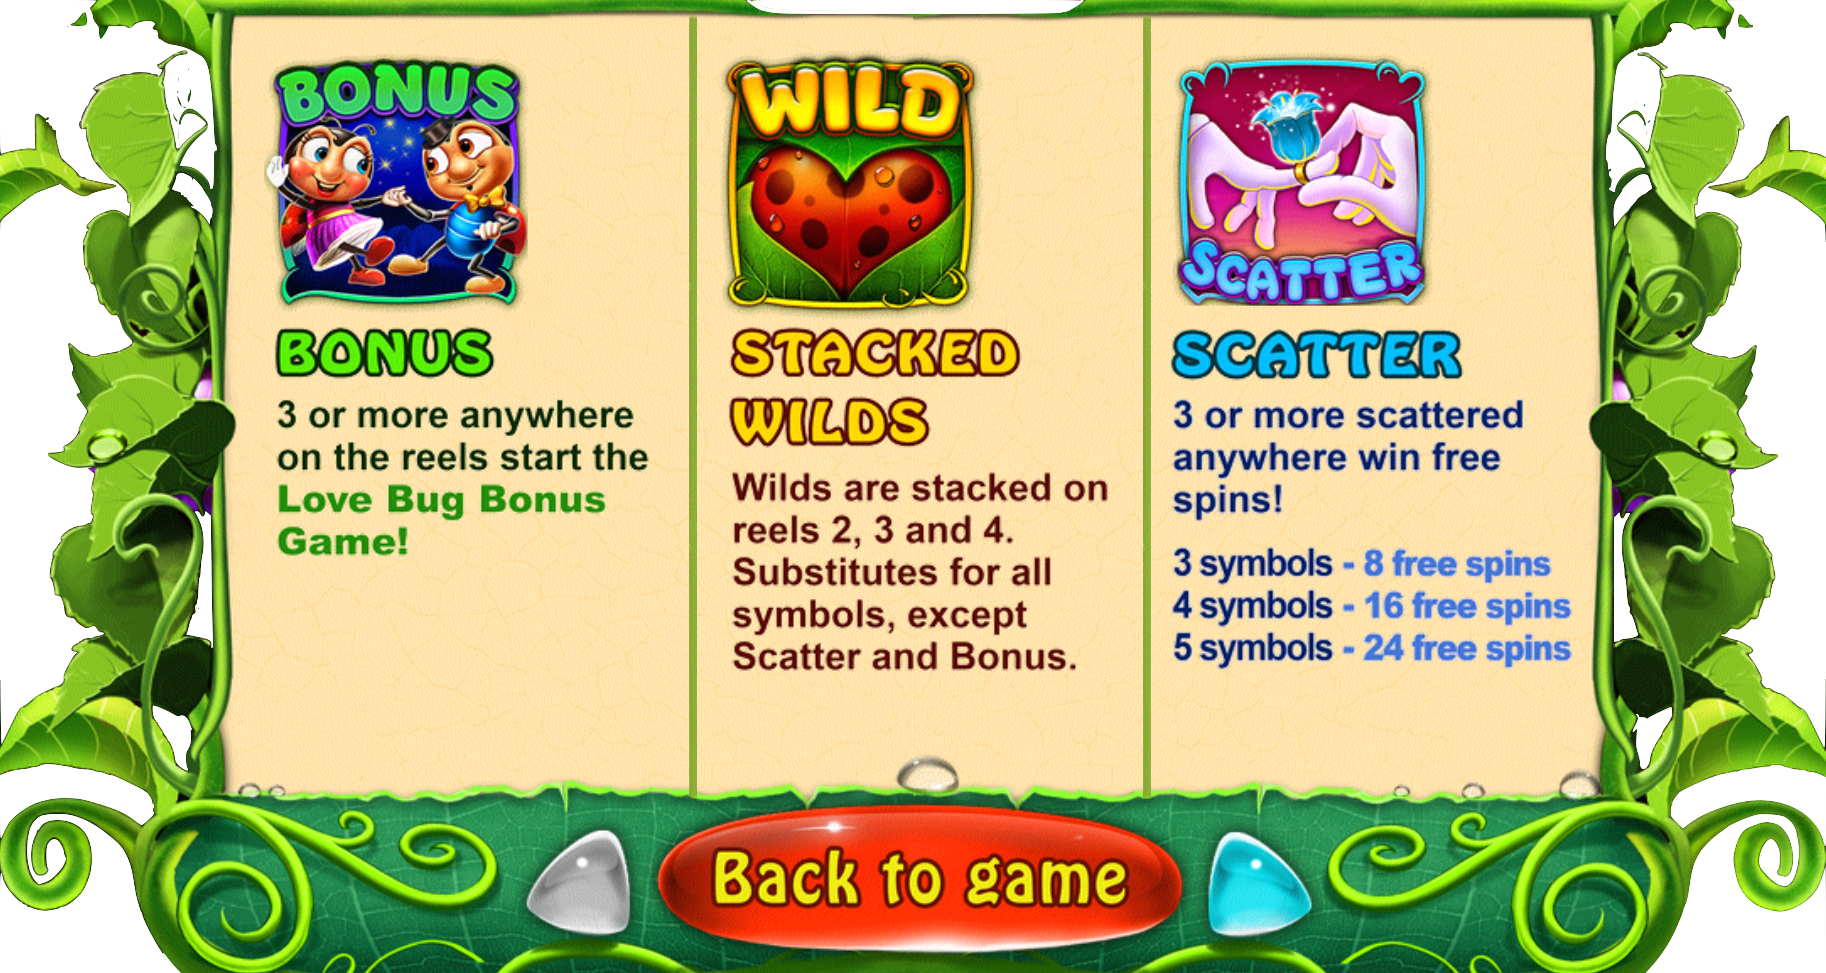 BONUS
BONUS
3 or more anywhere
on the reels start the
Love Bug Bonus
Game!
WILD
STACKED
WILDS
Wilds are stacked on
reels 2, 3 and 4.
Substitutes for all
symbols, except
Scatter and Bonus.
SCATTER
SCATTER
3 or more scattered
anywhere win free
spins!
3 symbols - 8 free spins
4 symbols - 16 free spins
5 symbols - 24 free spins
Back to game